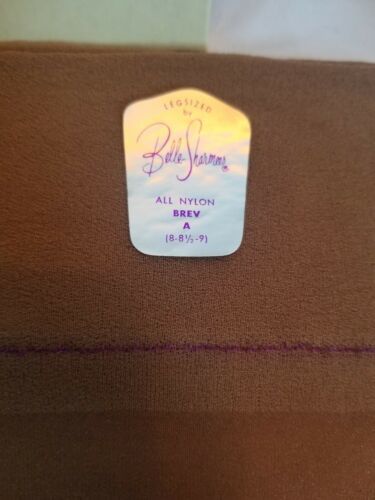 LEGSIZED
by
Belle-Sharmeer®
ALL NYLON
BREV
A
(8-8½-9)